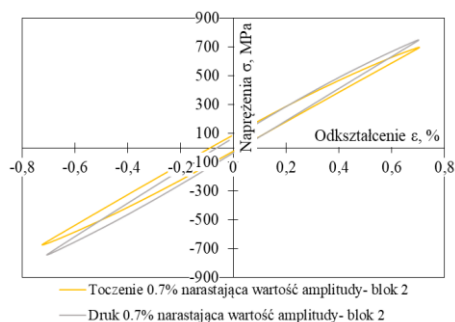 900
700
500
300
100
-100
-300
-500
-700
-900
Naprężenia σ, MPa
Odkształcenie ε, %
-0,8 -0,6 -0,4 -0,2 0 0,2 0,4 0,6 0,8
Toczenie 0.7% narastająca wartość amplitudy- blok 2
Druk 0.7% narastająca wartość amplitudy- blok 2